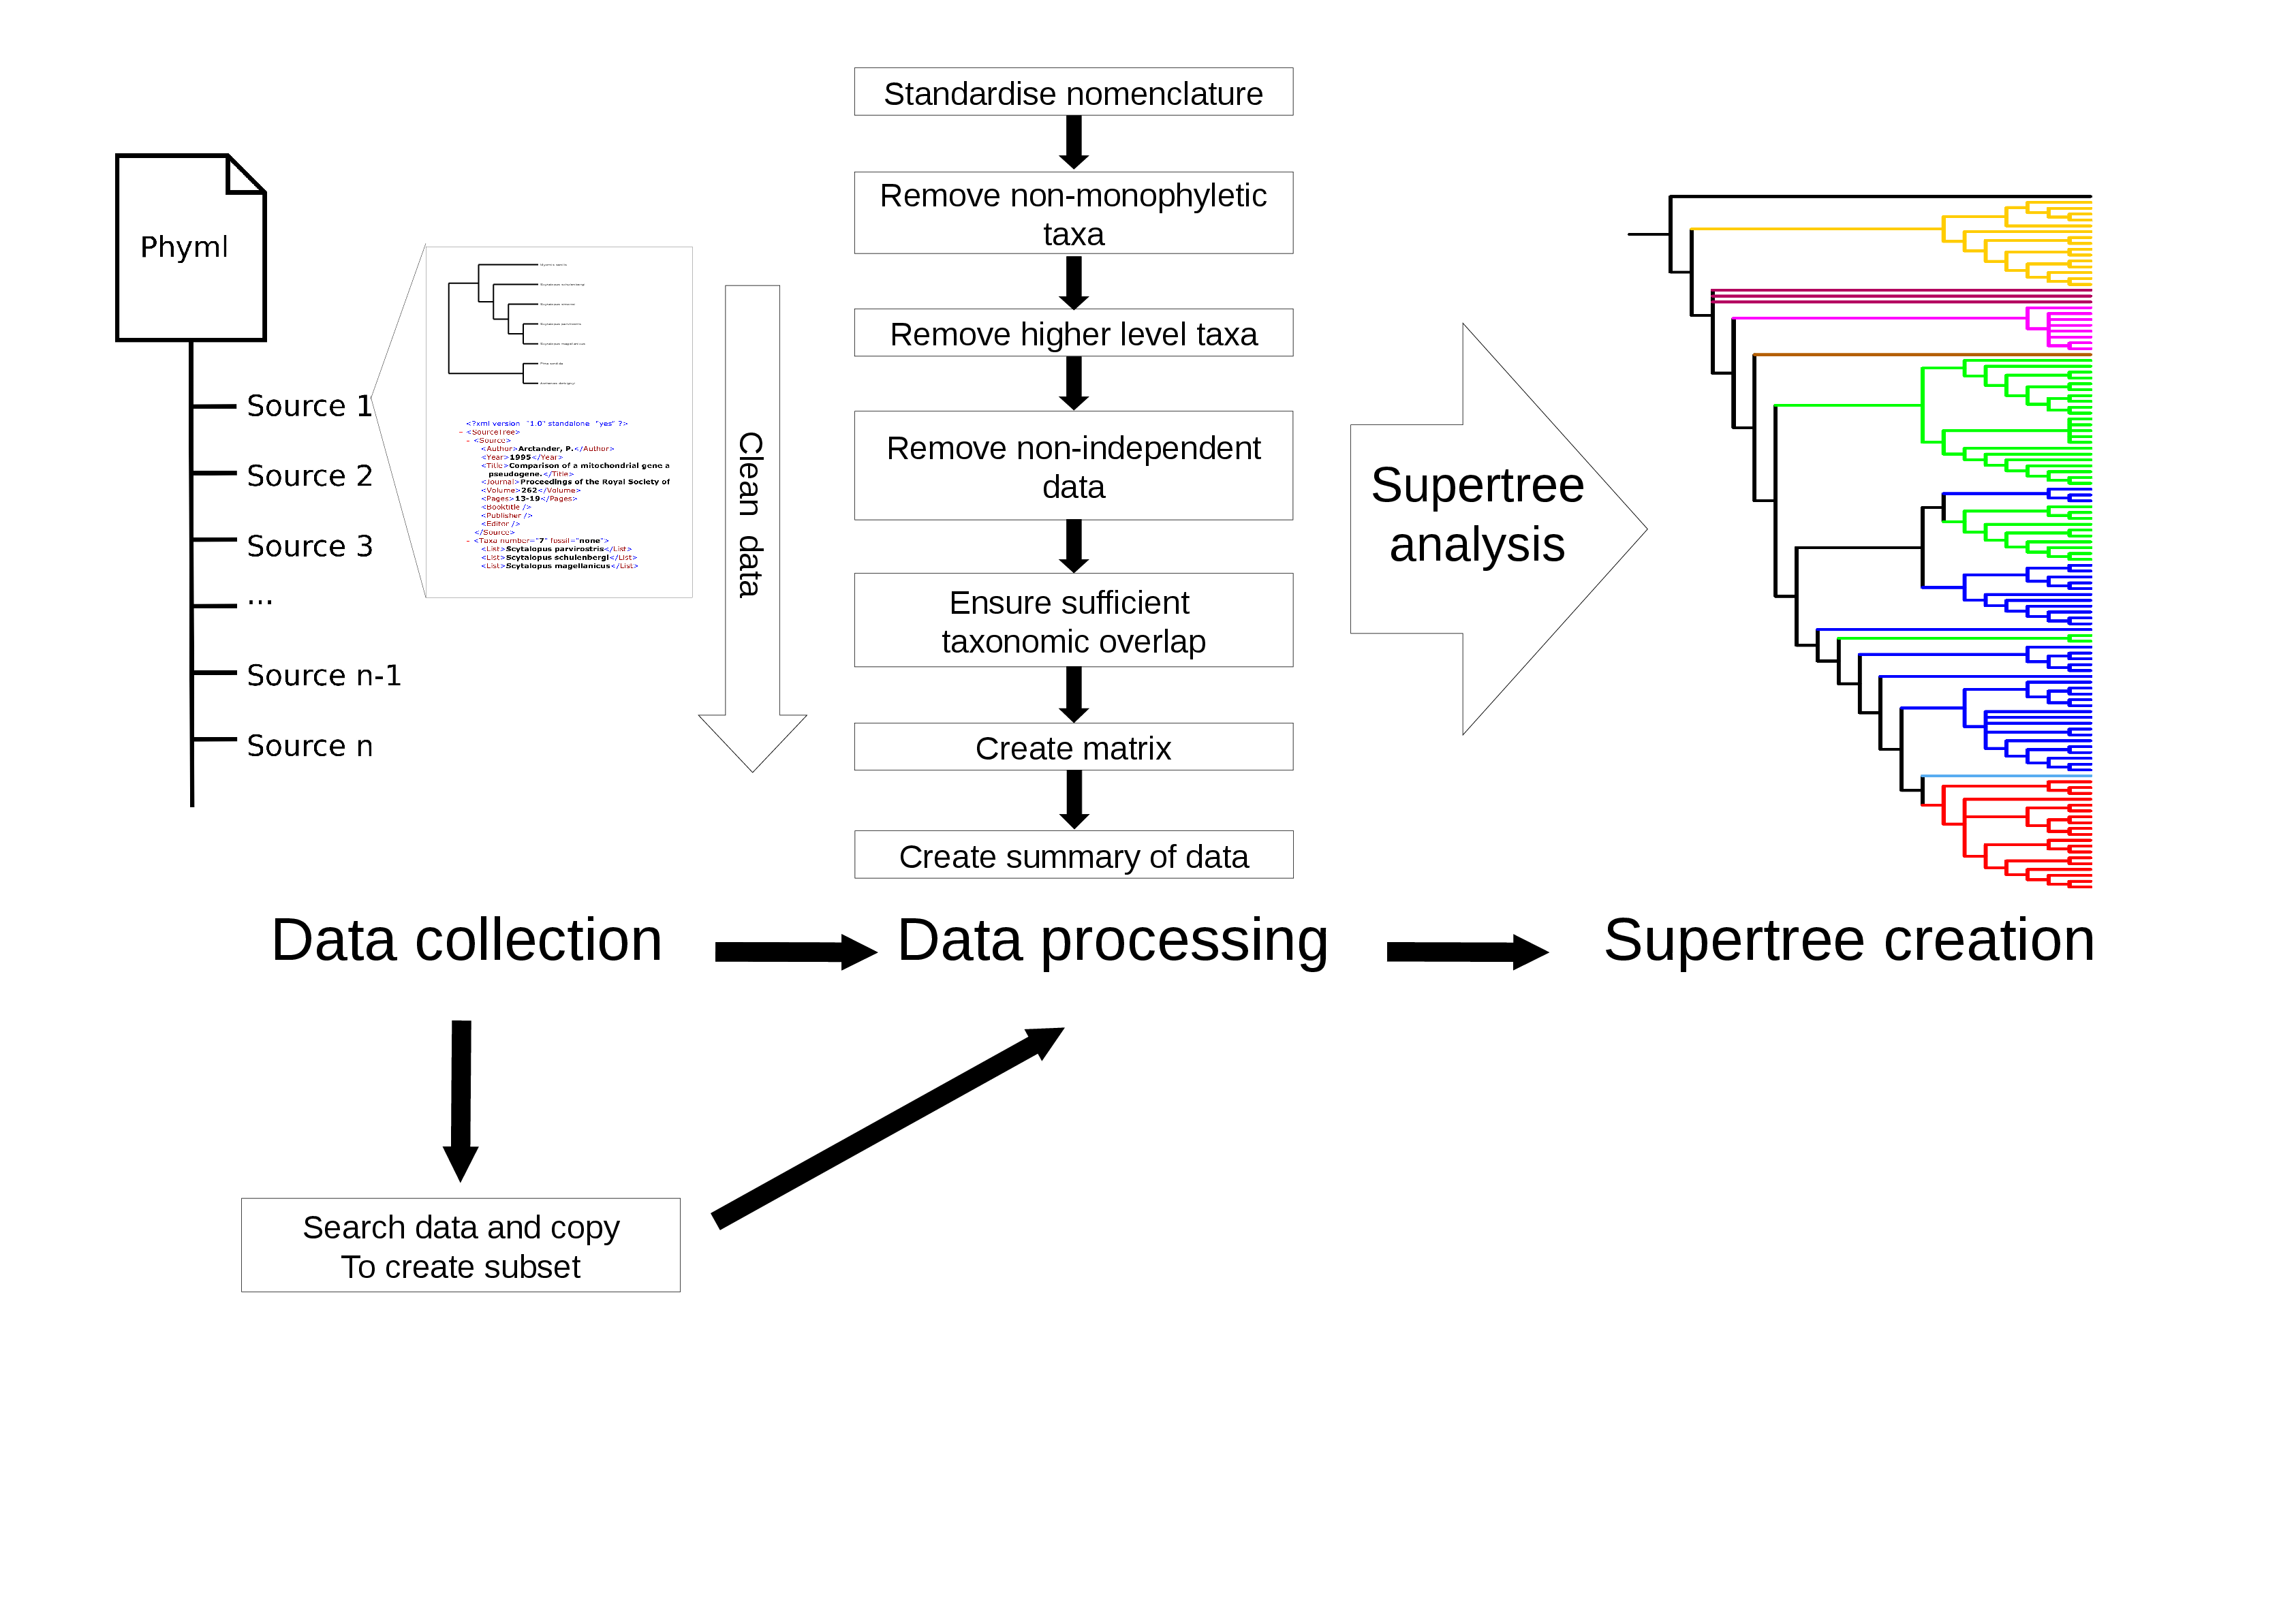 Phyml
Source 1
Source 2
Source 3
...
Source n-1
Source n
<?xml version "1.0" standalone "yes" ?>
- <SourceTree>
- <Source>
<Author>Arctander, P.</Author>
<Year>1995</Year>
<Title>Comparison of a mitochondrial gene a
pseudogene.</Title>
<Journal>Proceedings of the Royal Society of
<Volume>262</Volume>
<Pages>13-19</Pages>
<Booktitle />
<Publisher />
<Editor />
</Source>
- <Taxa number="7" fossil="none">
<List>Scytalopus parvirostris</List>
<List>Scytalopus schulenbergi</List>
<List>Scytalopus magellanicus</List>
Clean data
Standardise nomenclature
Remove non-monophyletic
taxa
Remove higher level taxa
Remove non-independent
data
Ensure sufficient
taxonomic overlap
Create matrix
Create summary of data
Supertree
analysis
Data collection
Data processing
Supertree creation
Search data and copy
To create subset